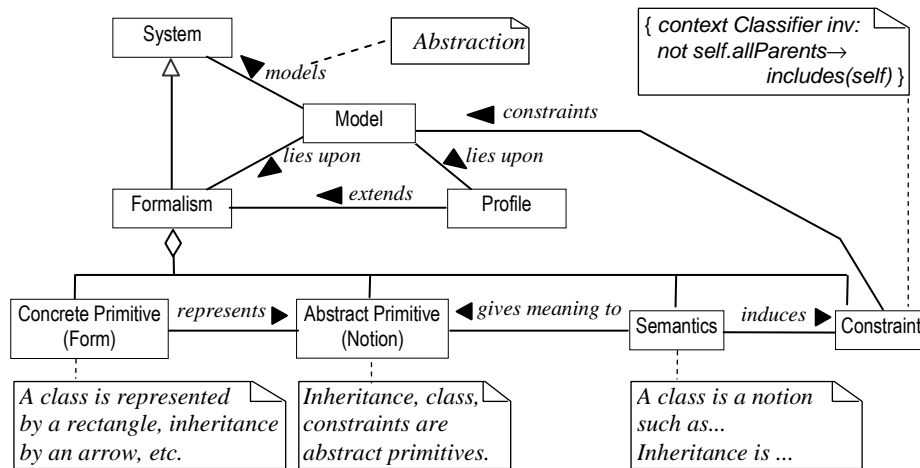 System
Abstraction
{ context Classifier inv:
not self.allParents→
includes(self) }
models
Model
constraints
lies upon
lies upon
Formalism
extends
Profile
Concrete Primitive
(Form)
represents
Abstract Primitive
(Notion)
gives meaning to
Semantics
induces
Constraint
A class is represented
by a rectangle, inheritance
by an arrow, etc.
Inheritance, class,
constraints are
abstract primitives.
A class is a notion
such as...
Inheritance is ...